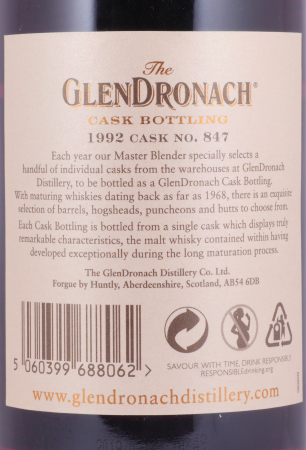 The
GLENDRONACH®
CASK BOTTLING
1992 CASK NO. 847
Each year our Master Blender specially selects a
handful of individual casks from the warehouses at GlenDronach
Distillery, to be bottled as a GlenDronach Cask Bottling.
With maturing whiskies dating back as far as 1968, there is an exquisite
selection of barrels, hogsheads, puncheons and butts to choose from.
Each Cask Bottling is bottled from a single cask which displays truly
remarkable characteristics, the malt whisky contained within having
developed exceptionally during the long maturation process.
The GlenDronach Distillery Co. Ltd.
Forgue by Huntly, Aberdeenshire, Scotland, AB54 6DB
5 060399 688062 >
SAVOUR WITH TIME, DRINK RESPONSIBLY
RESPONSIBLEdrinking.org
www.glendronachdistillery.com